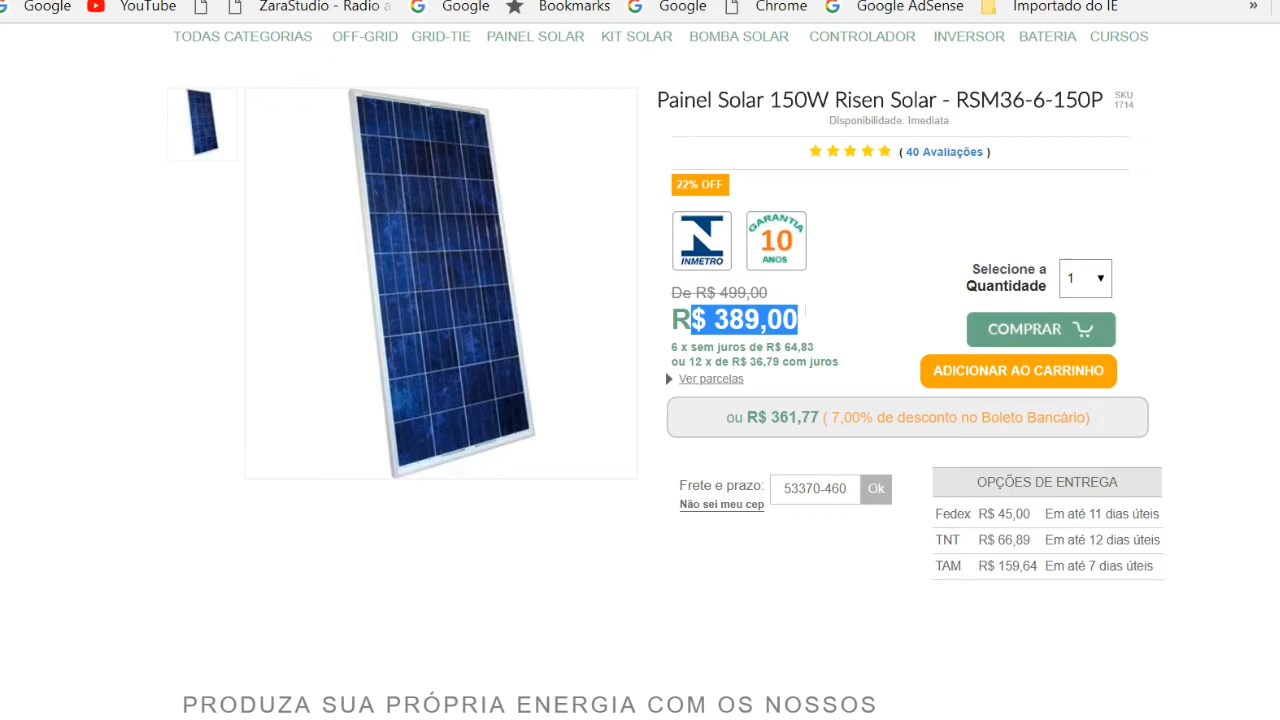 Google YouTube ZaraStudio - Radio a Google Bookmarks Google Chrome Google AdSense Importado do IE »
TODAS CATEGORIAS OFF-GRID GRID-TIE PAINEL SOLAR KIT SOLAR BOMBA SOLAR CONTROLADOR INVERSOR BATERIA CURSOS
Painel Solar 150W Risen Solar - RSM36-6-150P
SKU
1714
Disponibilidade: Imediata
( 40 Avaliações )
22% OFF
INMETRO
GARANTIA
10
ANOS
De R$ 499,00
R$ 389,00
6 x sem juros de R$ 64,83
ou 12 x de R$ 36,79 com juros
Ver parcelas
Selecione a
Quantidade
1
COMPRAR
ADICIONAR AO CARRINHO
ou R$ 361,77 ( 7,00% de desconto no Boleto Bancário)
Frete e prazo: 53370-460 Ok
Não sei meu cep
OPÇÕES DE ENTREGA
Fedex R$ 45,00 Em até 11 dias úteis
TNT R$ 66,89 Em até 12 dias úteis
TAM R$ 159,64 Em até 7 dias úteis
PRODUZA SUA PRÓPRIA ENERGIA COM OS NOSSOS